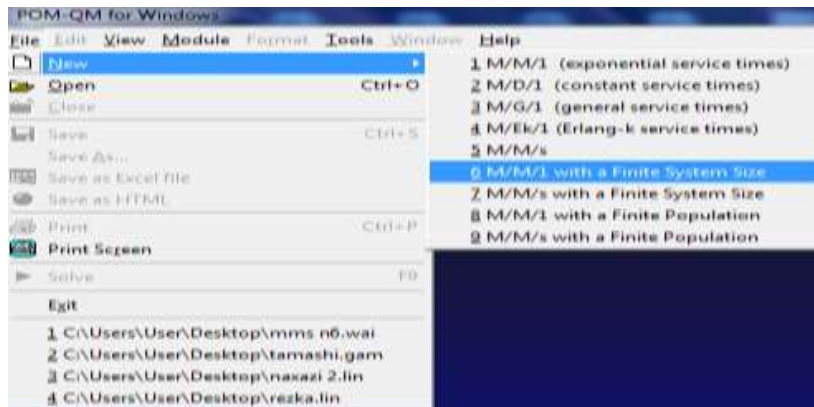 POM-QM for Windows
File Edit View Module Format Tools Window Help
New
Open Ctrl+O
Close
Save Ctrl+S
Save As...
Save as Excel file
Save as HTML
Print Ctrl+P
Print Screen
Solve F9
Exit
1 C:\Users\User\Desktop\mms n6.wai
2 C:\Users\User\Desktop\tamashi.gam
3 C:\Users\User\Desktop\naxazi 2.lin
4 C:\Users\User\Desktop\rezka.lin
1 M/M/1 (exponential service times)
2 M/D/1 (constant service times)
3 M/G/1 (general service times)
4 M/Ek/1 (Erlang-k service times)
5 M/M/s
6 M/M/1 with a Finite System Size
7 M/M/s with a Finite System Size
8 M/M/1 with a Finite Population
9 M/M/s with a Finite Population